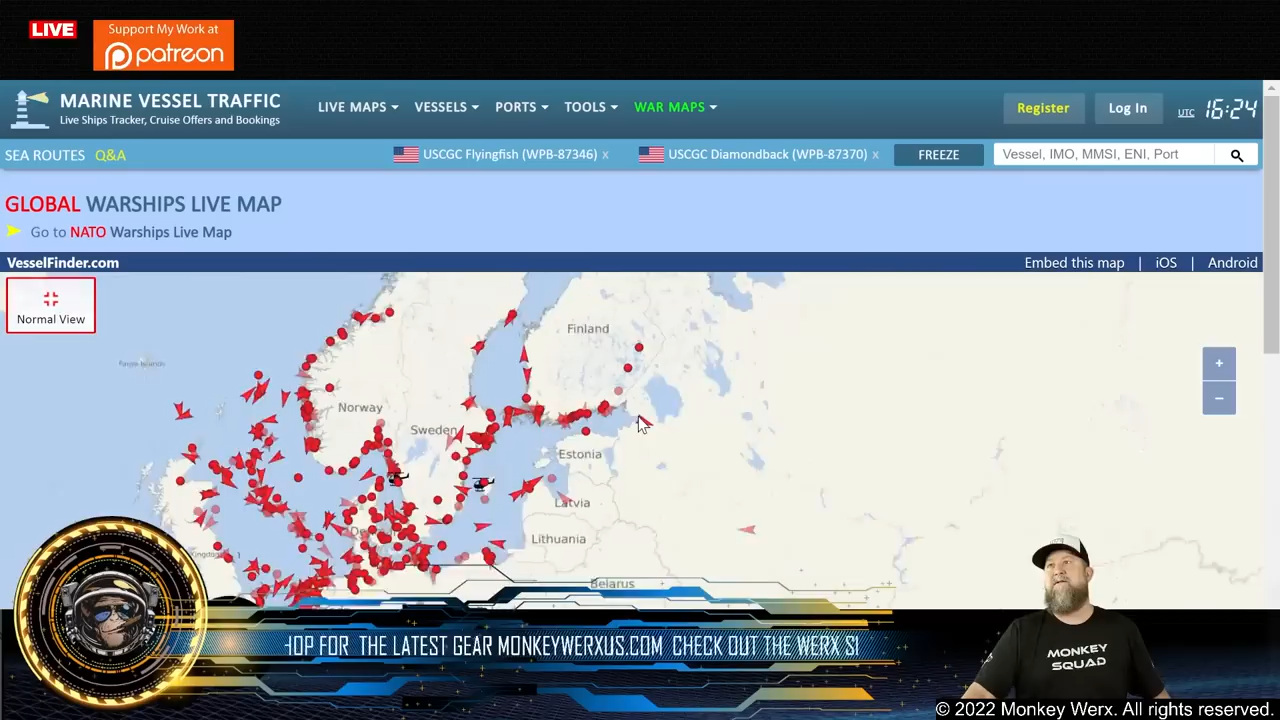 LIVE
Support My Work at
patreon
MARINE VESSEL TRAFFIC
Live Ships Tracker, Cruise Offers and Bookings
LIVE MAPS
VESSELS
PORTS
TOOLS
WAR MAPS
Register
Log In
UTC
16:24
SEA ROUTES
Q&A
USCGC Flyingfish (WPB-87346) x
USCGC Diamondback (WPB-87370) x
FREEZE
Vessel, IMO, MMSI, ENI, Port
GLOBAL WARSHIPS LIVE MAP
Go to NATO Warships Live Map
VesselFinder.com
Embed this map | iOS | Android
Normal View
+
−
Finland
Norway
Sweden
Estonia
Latvia
Lithuania
Belarus
HOP FOR THE LATEST GEAR MONKEYWERXUS.COM CHECK OUT THE WERX S
MONKEY
SQUAD
© 2022 Monkey Werx. All rights reserved.